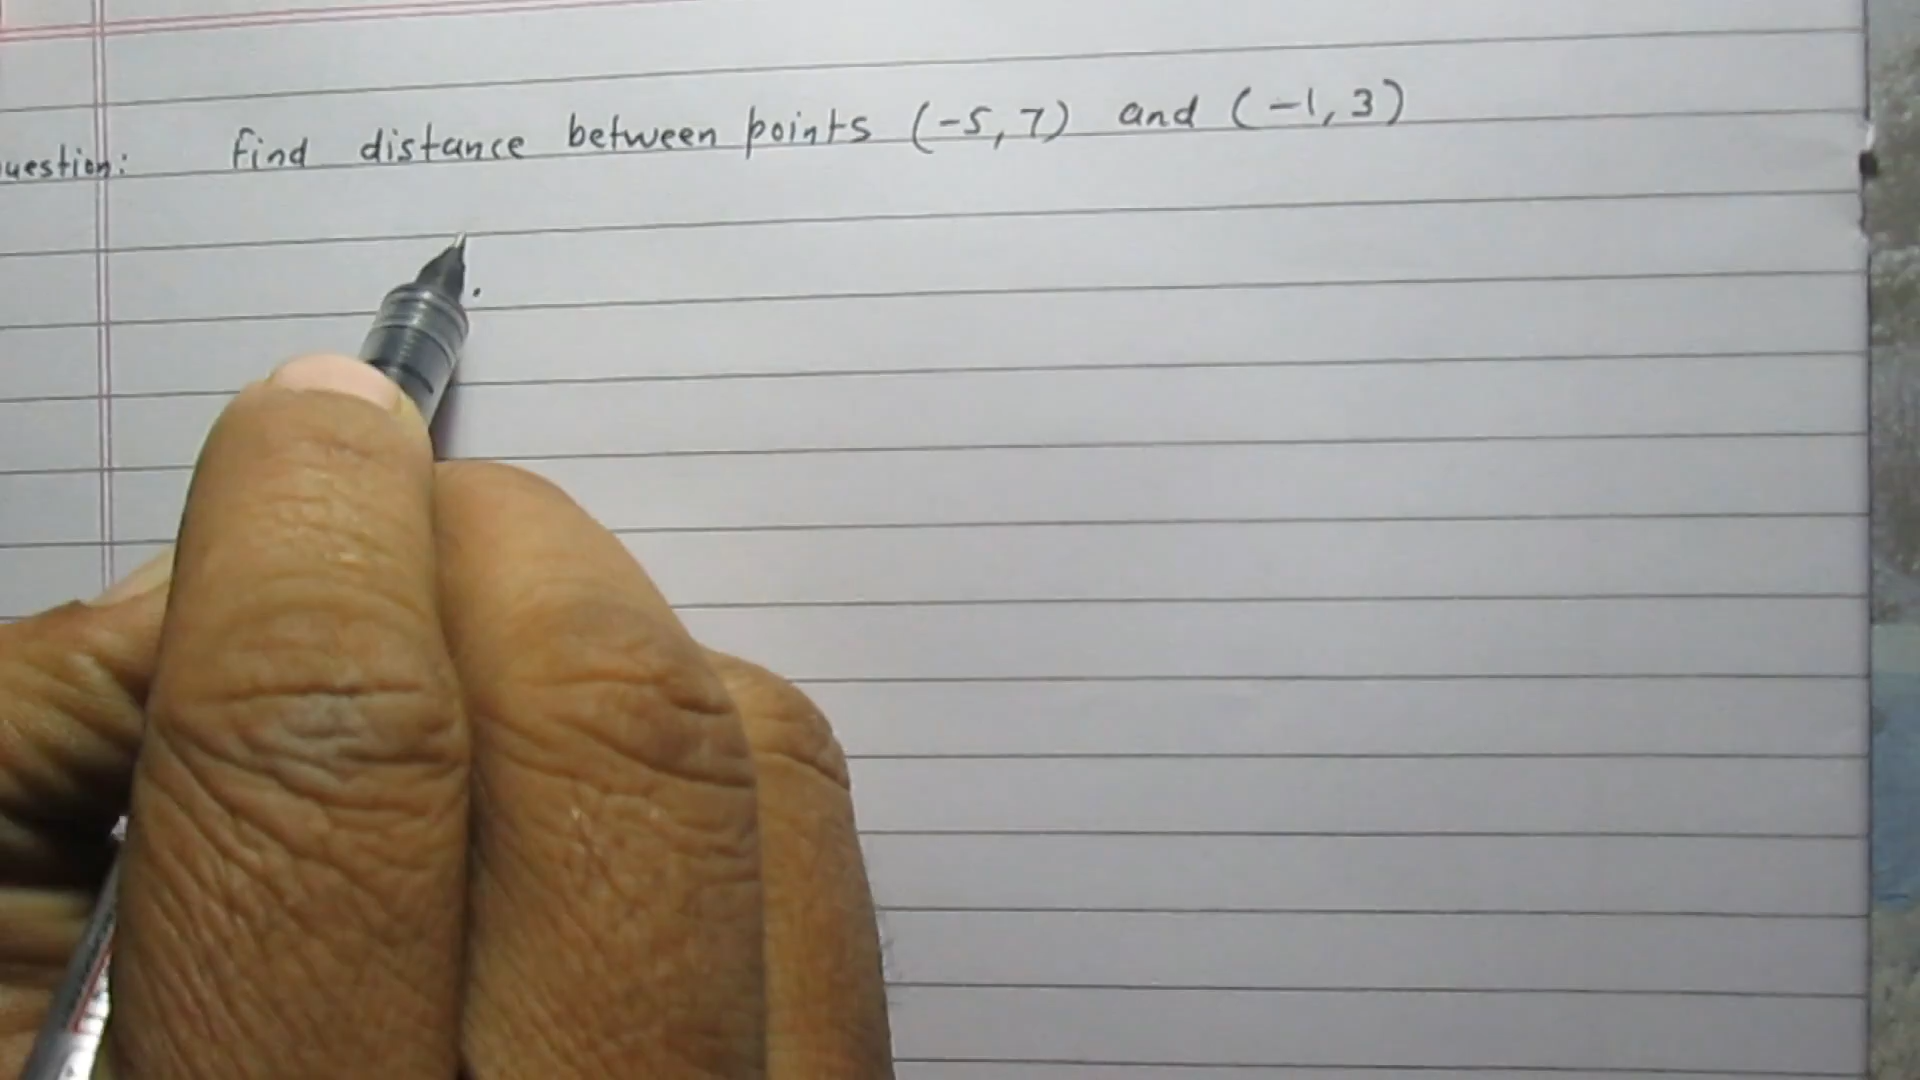 uestion: find distance between points (-5,7) and (-1,3)